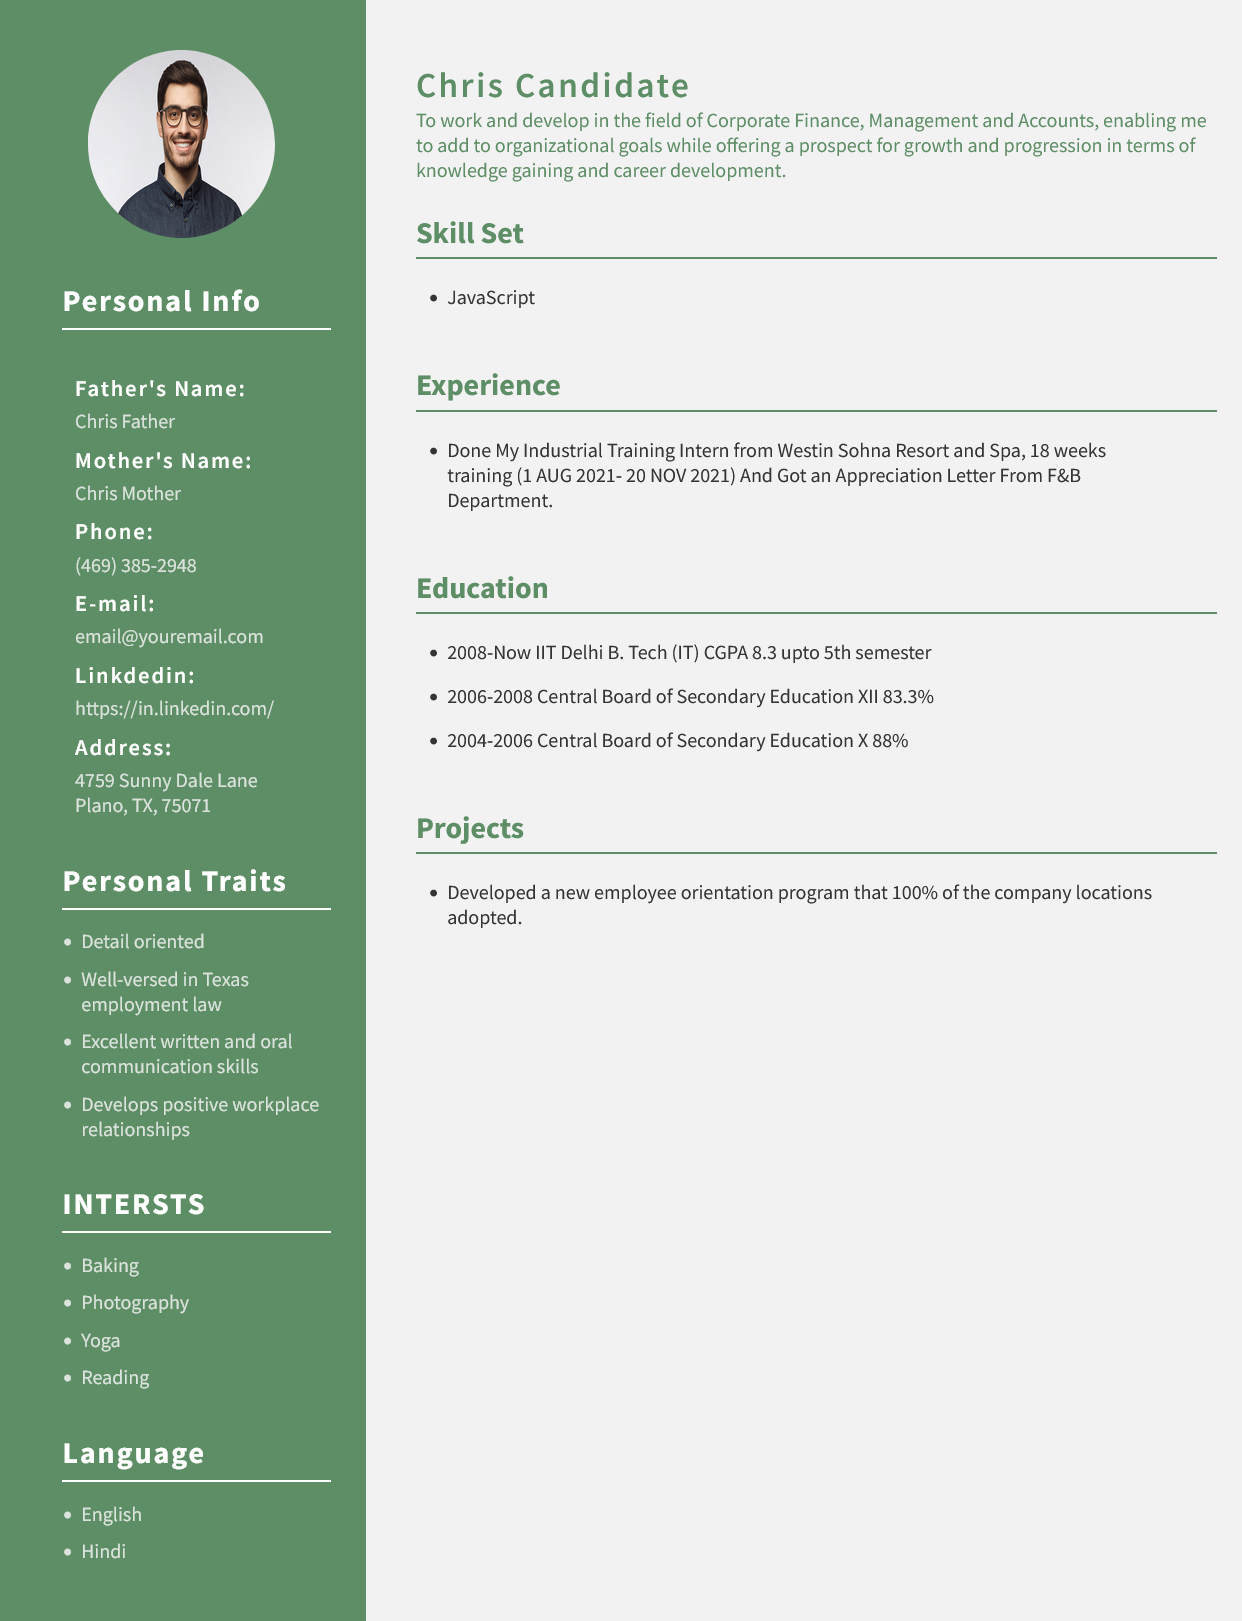 Personal Info
Father's Name:
Chris Father
Mother's Name:
Chris Mother
Phone:
(469) 385-2948
E-mail:
email@youremail.com
Linkdedin:
https://in.linkedin.com/
Address:
4759 Sunny Dale Lane
Plano, TX, 75071
Personal Traits
• Detail oriented
• Well-versed in Texas
employment law
• Excellent written and oral
communication skills
• Develops positive workplace
relationships
INTERSTS
• Baking
• Photography
• Yoga
• Reading
Language
• English
• Hindi
Chris Candidate
To work and develop in the field of Corporate Finance, Management and Accounts, enabling me
to add to organizational goals while offering a prospect for growth and progression in terms of
knowledge gaining and career development.
Skill Set
• JavaScript
Experience
• Done My Industrial Training Intern from Westin Sohna Resort and Spa, 18 weeks
training (1 AUG 2021- 20 NOV 2021) And Got an Appreciation Letter From F&B
Department.
Education
• 2008-Now IIT Delhi B. Tech (IT) CGPA 8.3 upto 5th semester
• 2006-2008 Central Board of Secondary Education XII 83.3%
• 2004-2006 Central Board of Secondary Education X 88%
Projects
• Developed a new employee orientation program that 100% of the company locations
adopted.